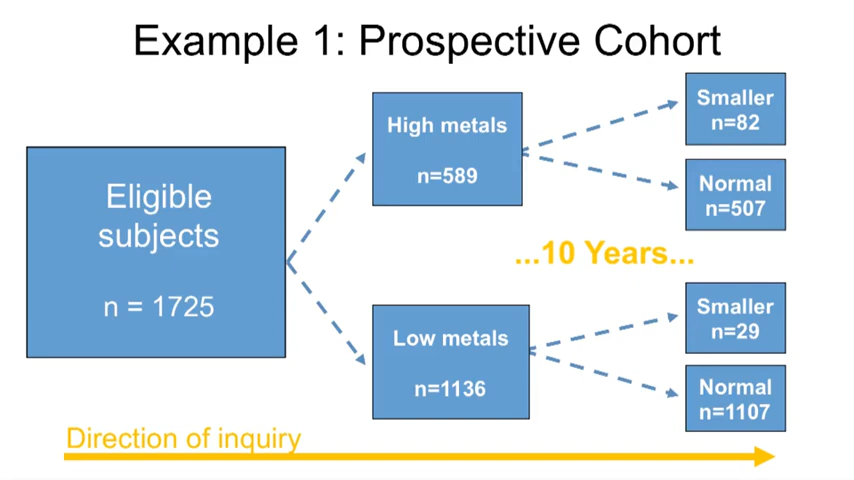 Example 1: Prospective Cohort
Eligible
subjects
n = 1725
High metals
n=589
Smaller
n=82
Normal
n=507
...10 Years...
Low metals
n=1136
Smaller
n=29
Normal
n=1107
Direction of inquiry